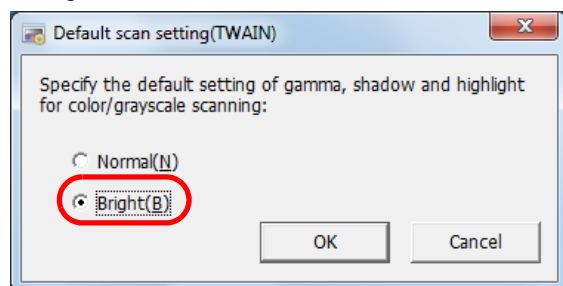 Default scan setting(TWAIN)
Specify the default setting of gamma, shadow and highlight
for color/grayscale scanning:
Normal(N)
Bright(B)
OK Cancel